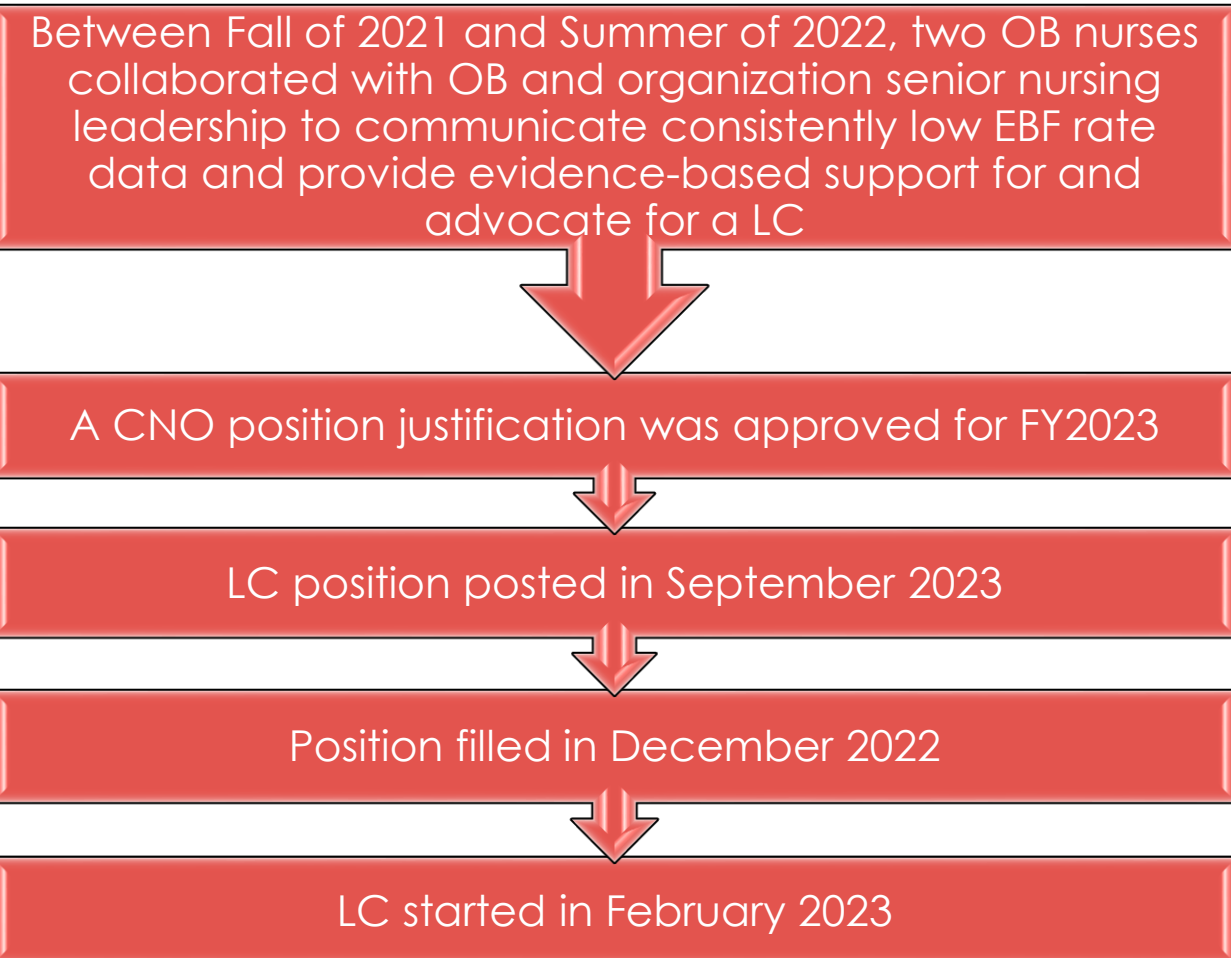 Between Fall of 2021 and Summer of 2022, two OB nurses
collaborated with OB and organization senior nursing
leadership to communicate consistently low EBF rate
data and provide evidence-based support for and
advocate for a LC
A CNO position justification was approved for FY2023
LC position posted in September 2023
Position filled in December 2022
LC started in February 2023